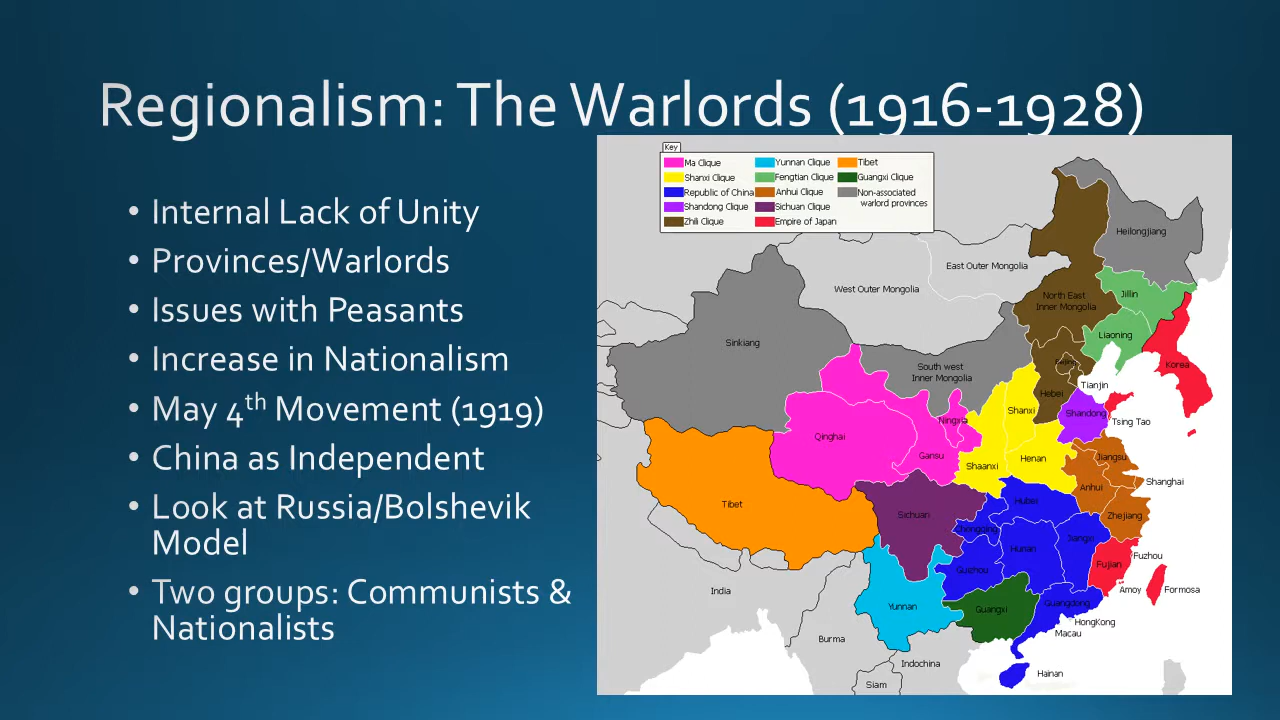 Regionalism: The Warlords (1916-1928)
• Internal Lack of Unity
• Provinces/Warlords
• Issues with Peasants
• Increase in Nationalism
• May 4th Movement (1919)
• China as Independent
• Look at Russia/Bolshevik
Model
• Two groups: Communists &
Nationalists
Key
Ma Clique
Yunnan Clique
Tibet
Shanxi Clique
Fengtian Clique
Guangxi Clique
Republic of China
Anhui Clique
Non-associated
warlord provinces
Shandong Clique
Sichuan Clique
Zhili Clique
Empire of Japan
Heilongjiang
East Outer Mongolia
West Outer Mongolia
Jillin
North East
Inner Mongolia
Liaoning
Sinkiang
South west
Inner Mongolia
Korea
Tianjin
Hebei
Shanxi
Shandong
Ningxia
Tsing Tao
Qinghai
Gansu
Henan
Jiangsu
Shaanxi
Shanghai
Anhui
Tibet
Hubei
Sichuan
Zhejiang
Chongqing
Jiangxi
Hunan
Fuzhou
Guizhou
Fujian
India
Amoy
Formosa
Yunnan
Guangxi
Guangdong
HongKong
Macau
Burma
Indochina
Hainan
Siam